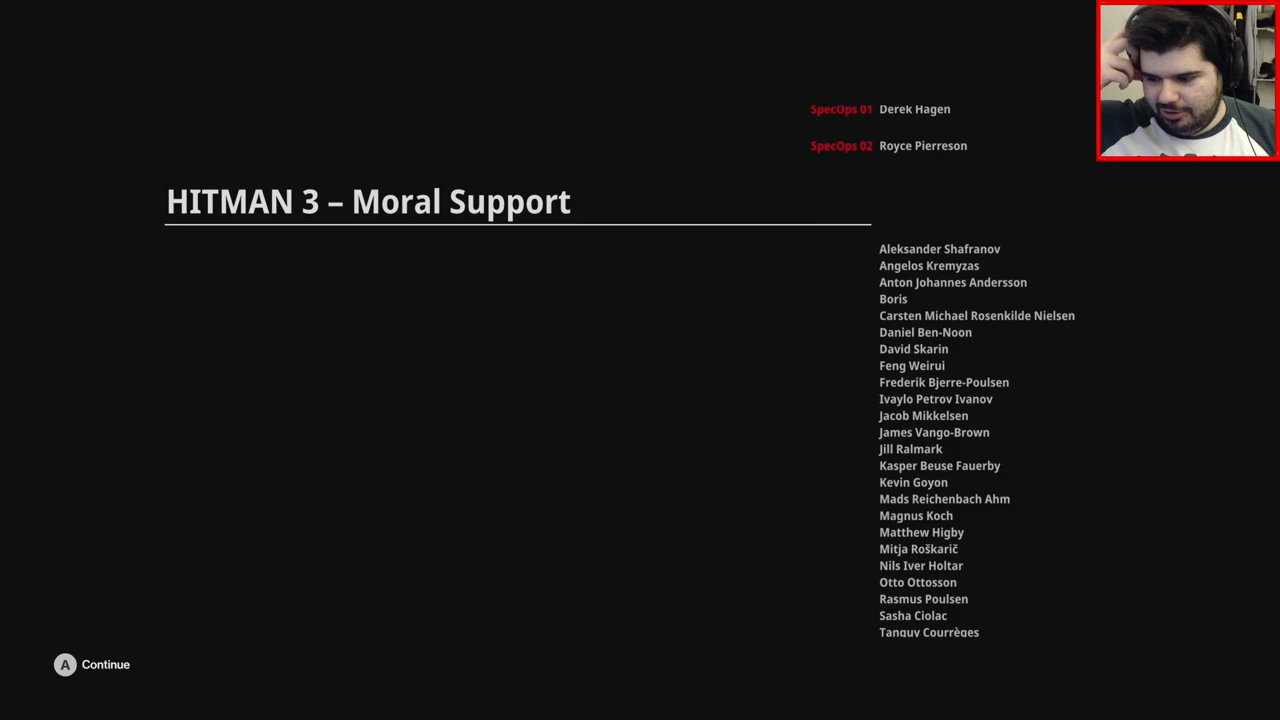 SpecOps 01 Derek Hagen
SpecOps 02 Royce Pierreson
HITMAN 3 – Moral Support
Aleksander Shafranov
Angelos Kremyzas
Anton Johannes Andersson
Boris
Carsten Michael Rosenkilde Nielsen
Daniel Ben-Noon
David Skarin
Feng Weirui
Frederik Bjerre-Poulsen
Ivaylo Petrov Ivanov
Jacob Mikkelsen
James Vango-Brown
Jill Ralmark
Kasper Beuse Fauerby
Kevin Goyon
Mads Reichenbach Ahm
Magnus Koch
Matthew Higby
Mitja Roškarič
Nils Iver Holtar
Otto Ottosson
Rasmus Poulsen
Sasha Ciolac
Tanguy Courrèges
A Continue